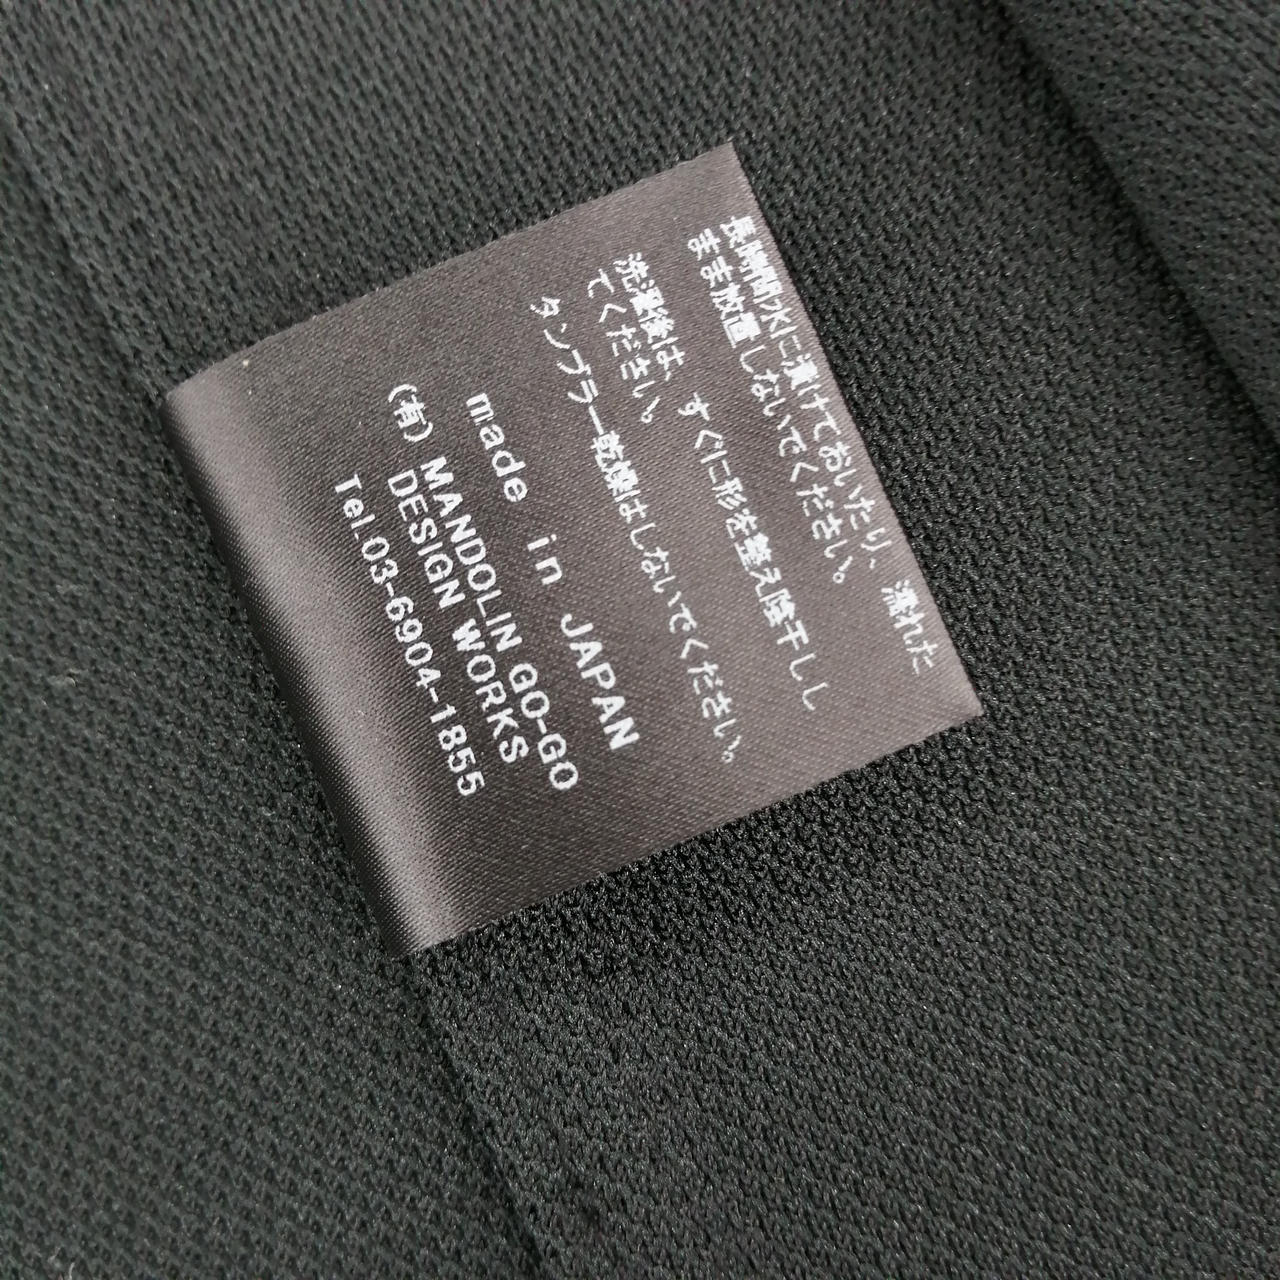 長時間水に漬けておいたり、濡れた
まま放置しないでください。
洗濯後は、すぐに形を整え陰干しし
てください。
タンブラー乾燥はしないでください。
made in JAPAN
(有) MANDOLIN GO-GO
DESIGN WORKS
Tel.03-6904-1855